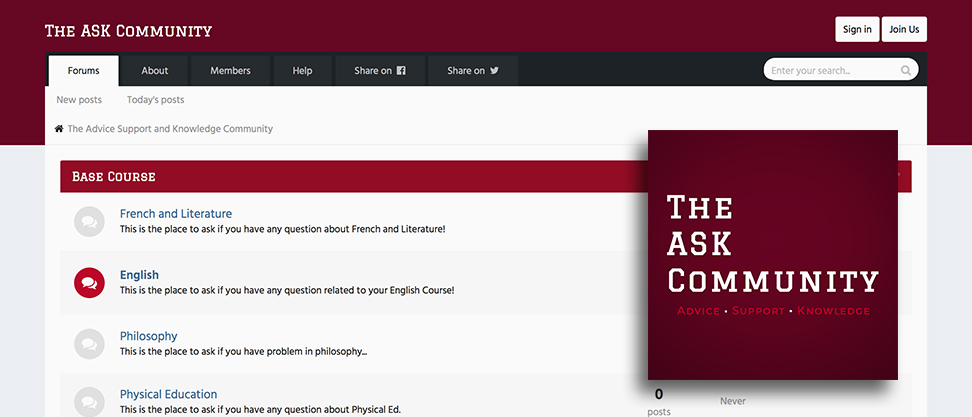 The ASK Community
Sign in
Join Us
Forums
About
Members
Help
Share on
Share on
Enter your search..
New posts
Today's posts
The Advice Support and Knowledge Community
Base Course
French and Literature
This is the place to ask if you have any question about French and Literature!
English
This is the place to ask if you have any question related to your English Course!
Philosophy
This is the place to ask if you have problem in philosophy...
Physical Education
This is the place to ask if you have any question about Physical Ed.
0
posts
Never
The
ASK
Community
Advice • Support • Knowledge